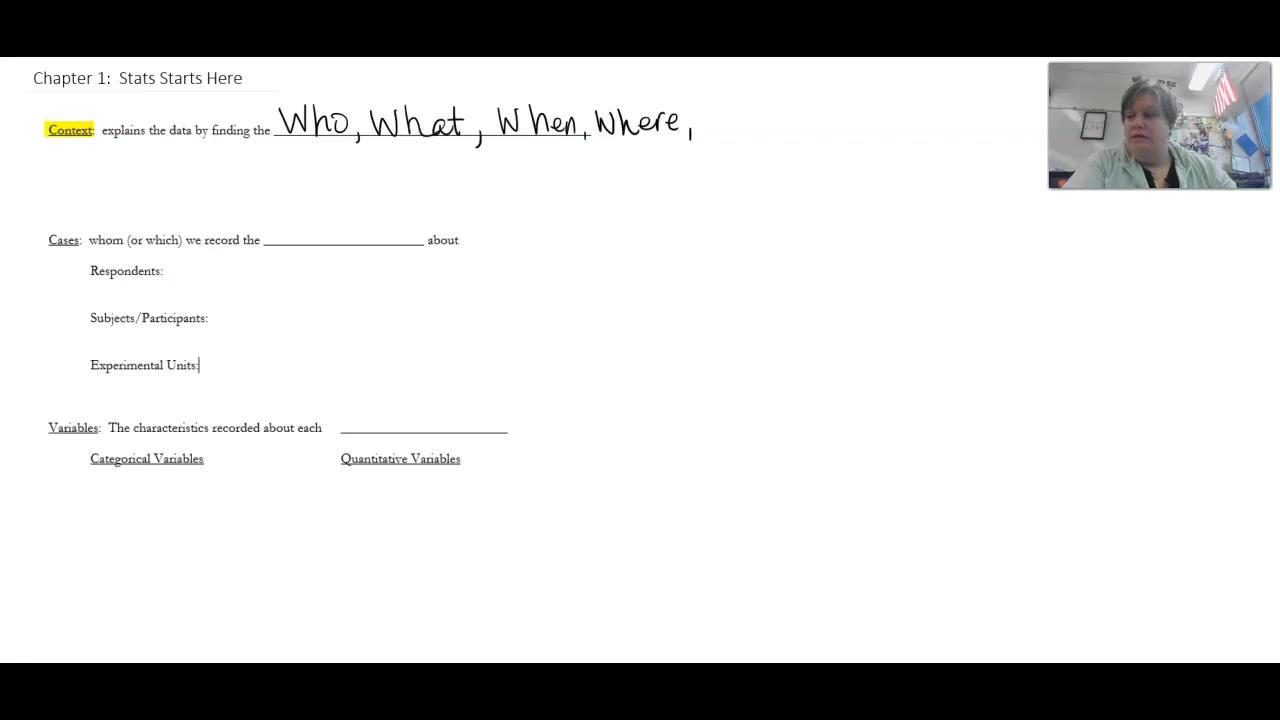 Chapter 1: Stats Starts Here
Context: explains the data by finding the Who, What, When, Where,
Cases: whom (or which) we record the ____________________ about
Respondents:
Subjects/Participants:
Experimental Units:
Variables: The characteristics recorded about each ____________________
Categorical Variables Quantitative Variables